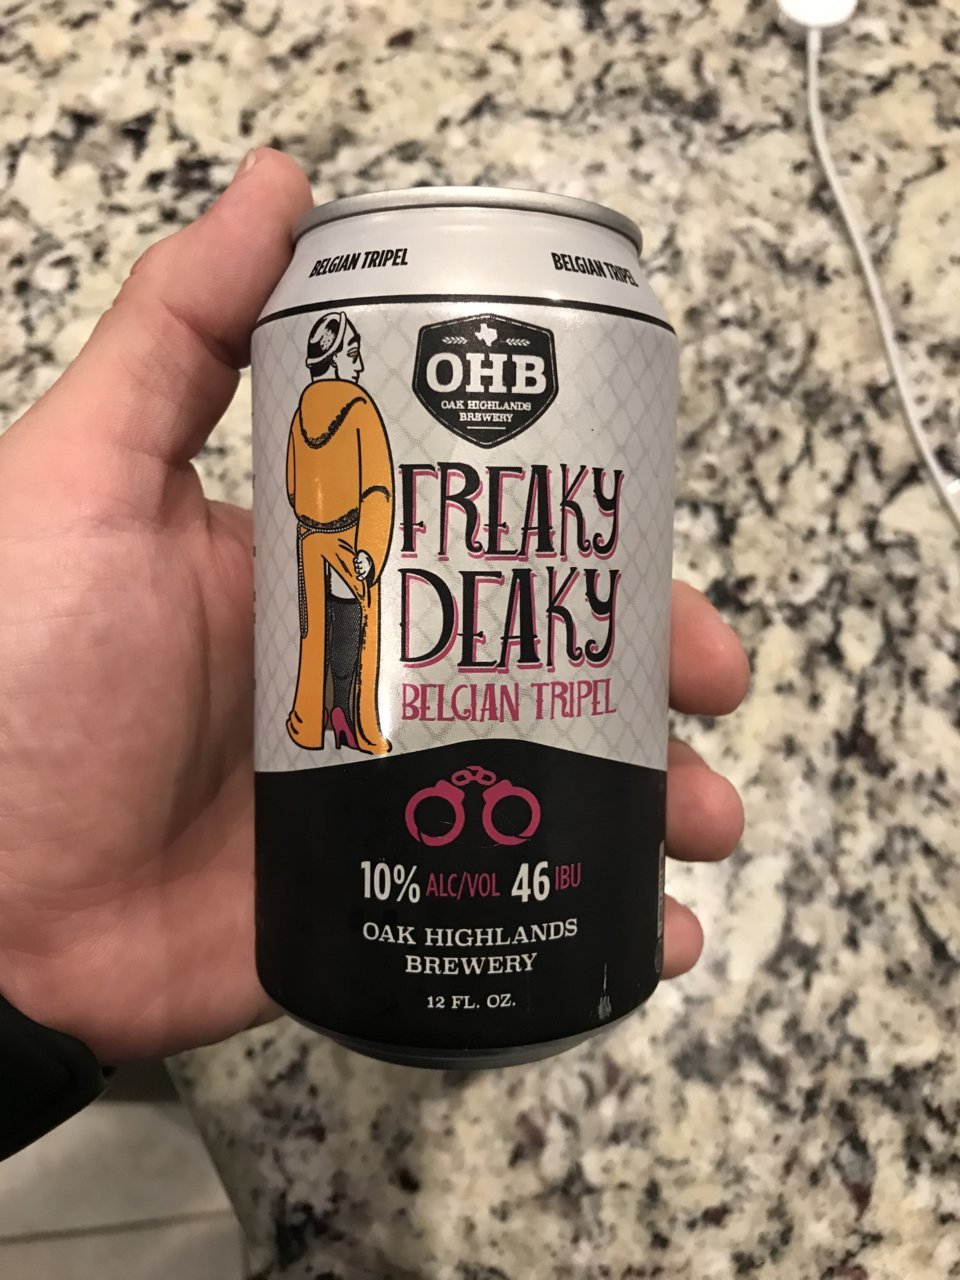 BELGIAN TRIPEL
BELGIAN TRIPEL
OHB
OAK HIGHLANDS
BREWERY
FREAKY
DEAKY
BELGIAN TRIPEL
10% ALC/VOL 46 IBU
OAK HIGHLANDS
BREWERY
12 FL. OZ.